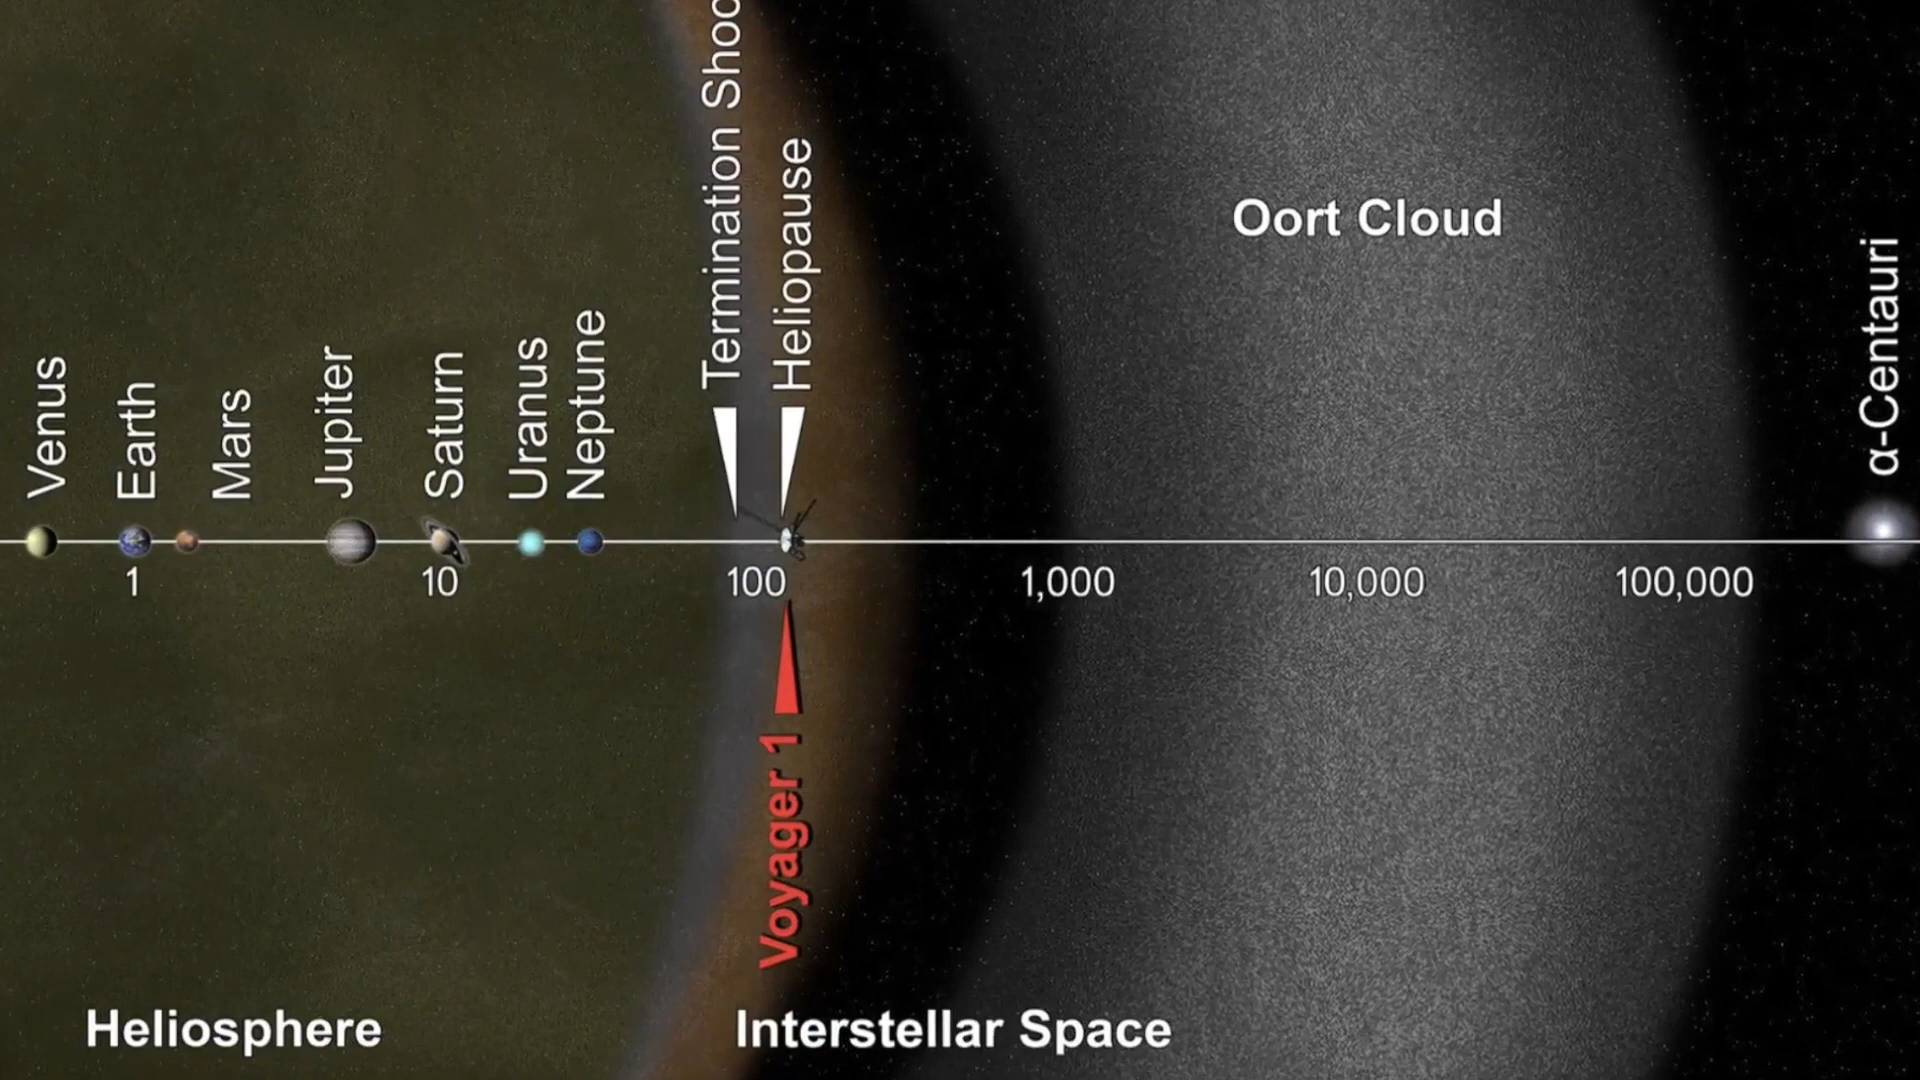 Termination Shoc
Heliopause
Oort Cloud
Venus
Earth
Mars
Jupiter
Saturn
Uranus
Neptune
α-Centauri
1
10
100
1,000
10,000
100,000
Voyager 1
Heliosphere
Interstellar Space